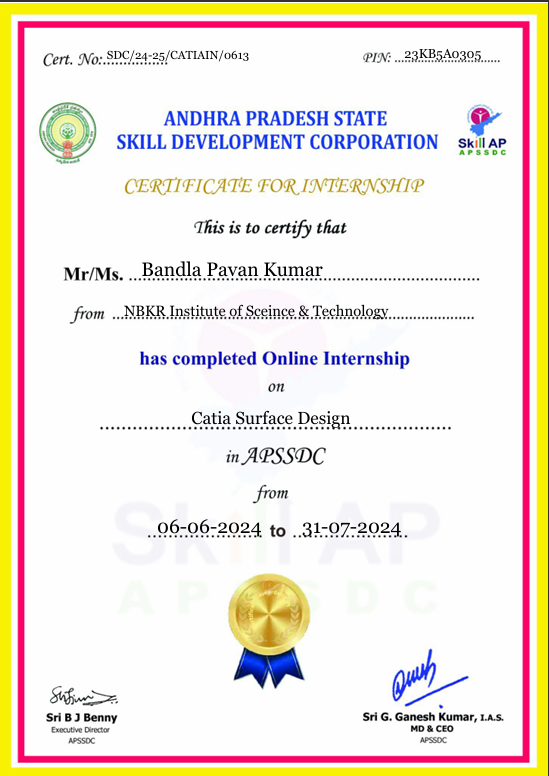 Cert. No: SDC/24-25/CATIAIN/0613
PIN: 23KB5A0305
ANDHRA PRADESH STATE
SKILL DEVELOPMENT CORPORATION
Skill AP
APSSDC
CERTIFICATE FOR INTERNSHIP
This is to certify that
Mr/Ms. Bandla Pavan Kumar
from NBKR Institute of Sceince & Technology
has completed Online Internship
on
Catia Surface Design
in APSSDC
from
06-06-2024 to 31-07-2024
Skill AP
APSSDC
Sri B J Benny
Executive Director
APSSDC
Sri G. Ganesh Kumar, I.A.S.
MD & CEO
APSSDC